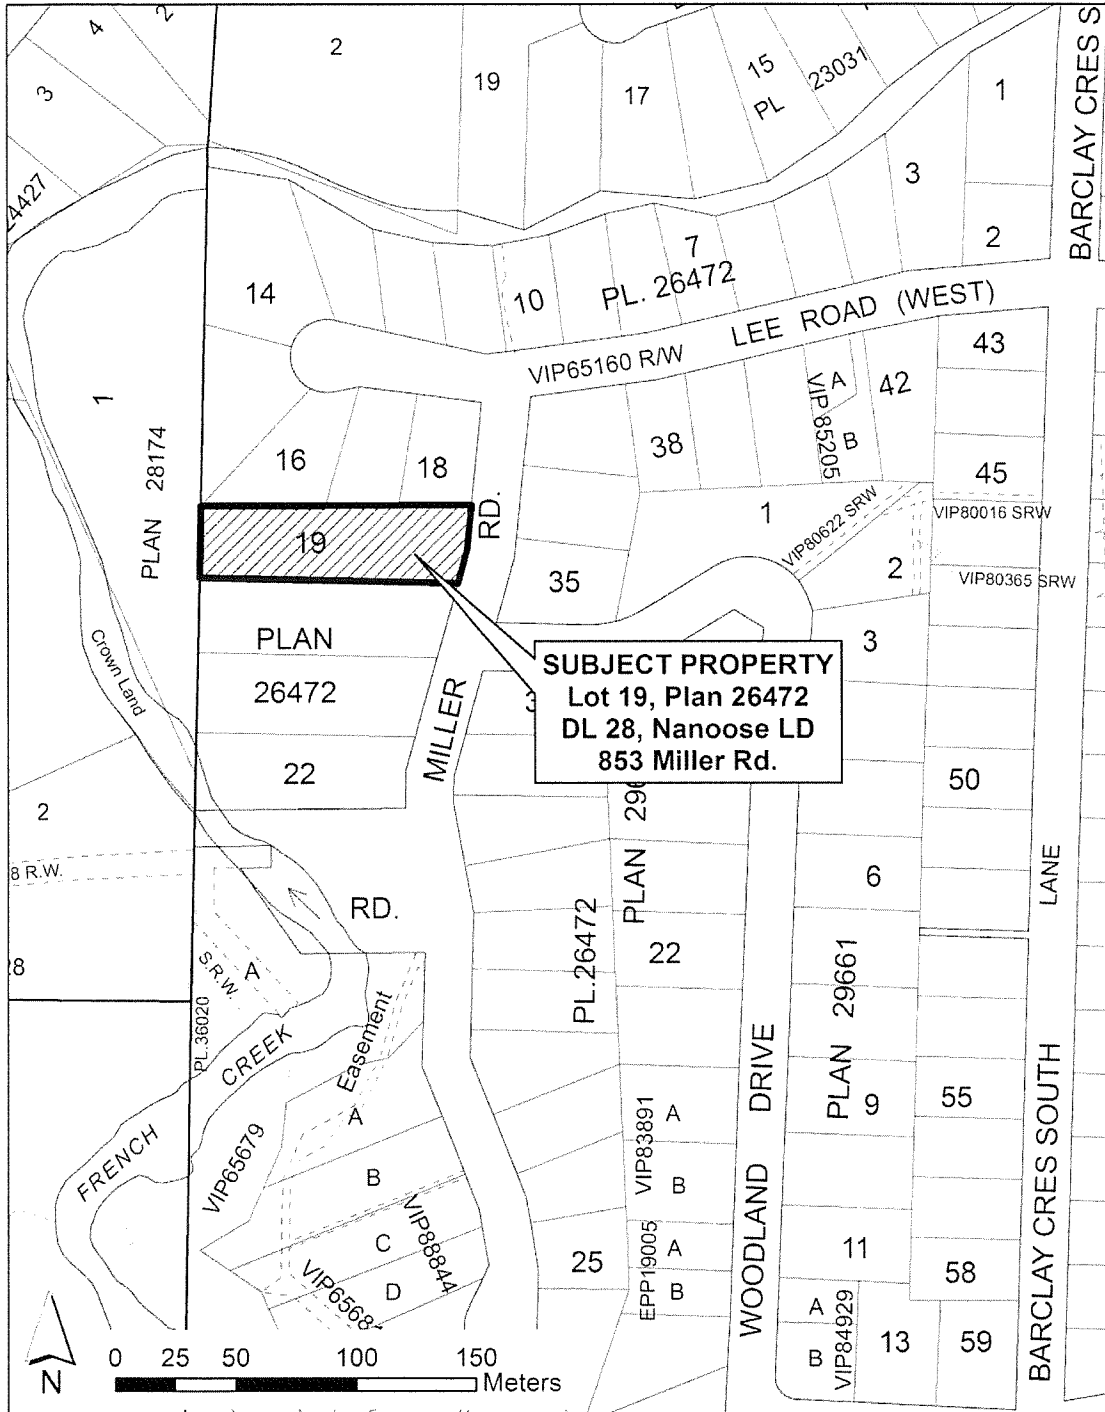 2
4
2
3
19
17
15
PL
23031
1
BARCLAY CRES S
3
2
7
PL. 26472
10
14
LEE ROAD (WEST)
VIP65160 R/W
43
A
42
VIP 85205
B
38
45
1
PLAN 28174
16
18
RD.
19
1
VIP80622 SRW
VIP80016 SRW
2
VIP80365 SRW
35
3
PLAN
26472
22
Crown Land
MILLER
SUBJECT PROPERTY
Lot 19, Plan 26472
DL 28, Nanoose LD
853 Miller Rd.
50
2
8 R.W.
6
LANE
RD.
PLAN
PL.26472
22
PLAN 29661
S.R.W.
A
PL.36020
Easement
FRENCH CREEK
WOODLAND DRIVE
9
55
A
VIP83891
B
VIP65679
A
B
VIP88844
C
D
25
EPP19005
A
B
11
58
BARCLAY CRES SOUTH
A
VIP84929
B
13
59
N
0 25 50 100 150 Meters